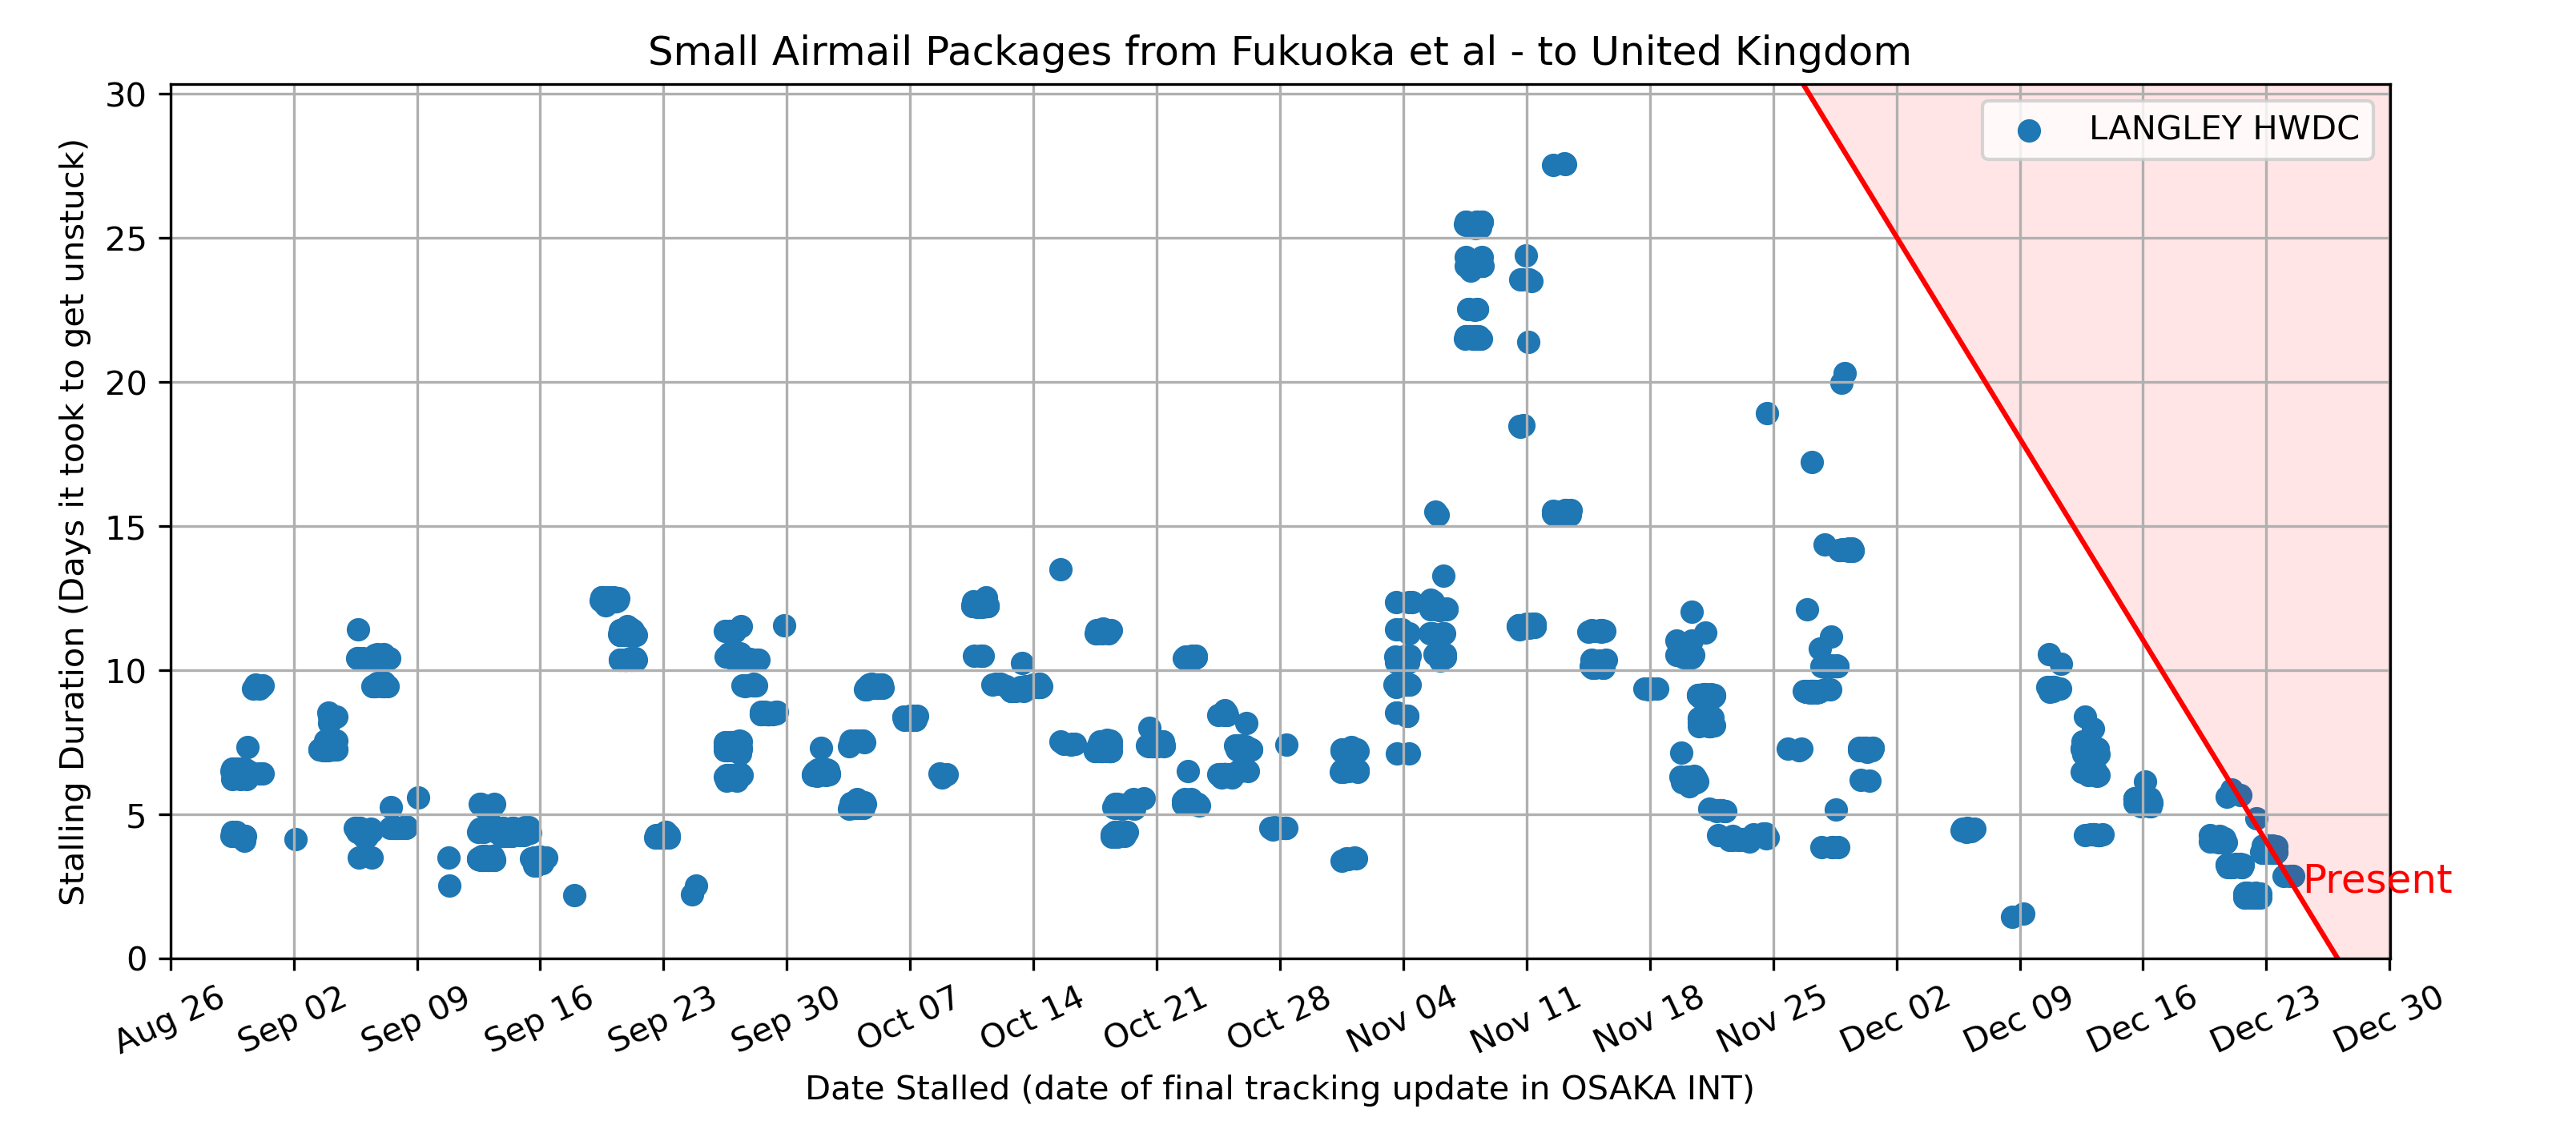 Small Airmail Packages from Fukuoka et al - to United Kingdom
Stalling Duration (Days it took to get unstuck)
30
25
20
15
10
5
0
LANGLEY HWDC
Present
Aug 26
Sep 02
Sep 09
Sep 16
Sep 23
Sep 30
Oct 07
Oct 14
Oct 21
Oct 28
Nov 04
Nov 11
Nov 18
Nov 25
Dec 02
Dec 09
Dec 16
Dec 23
Dec 30
Date Stalled (date of final tracking update in OSAKA INT)